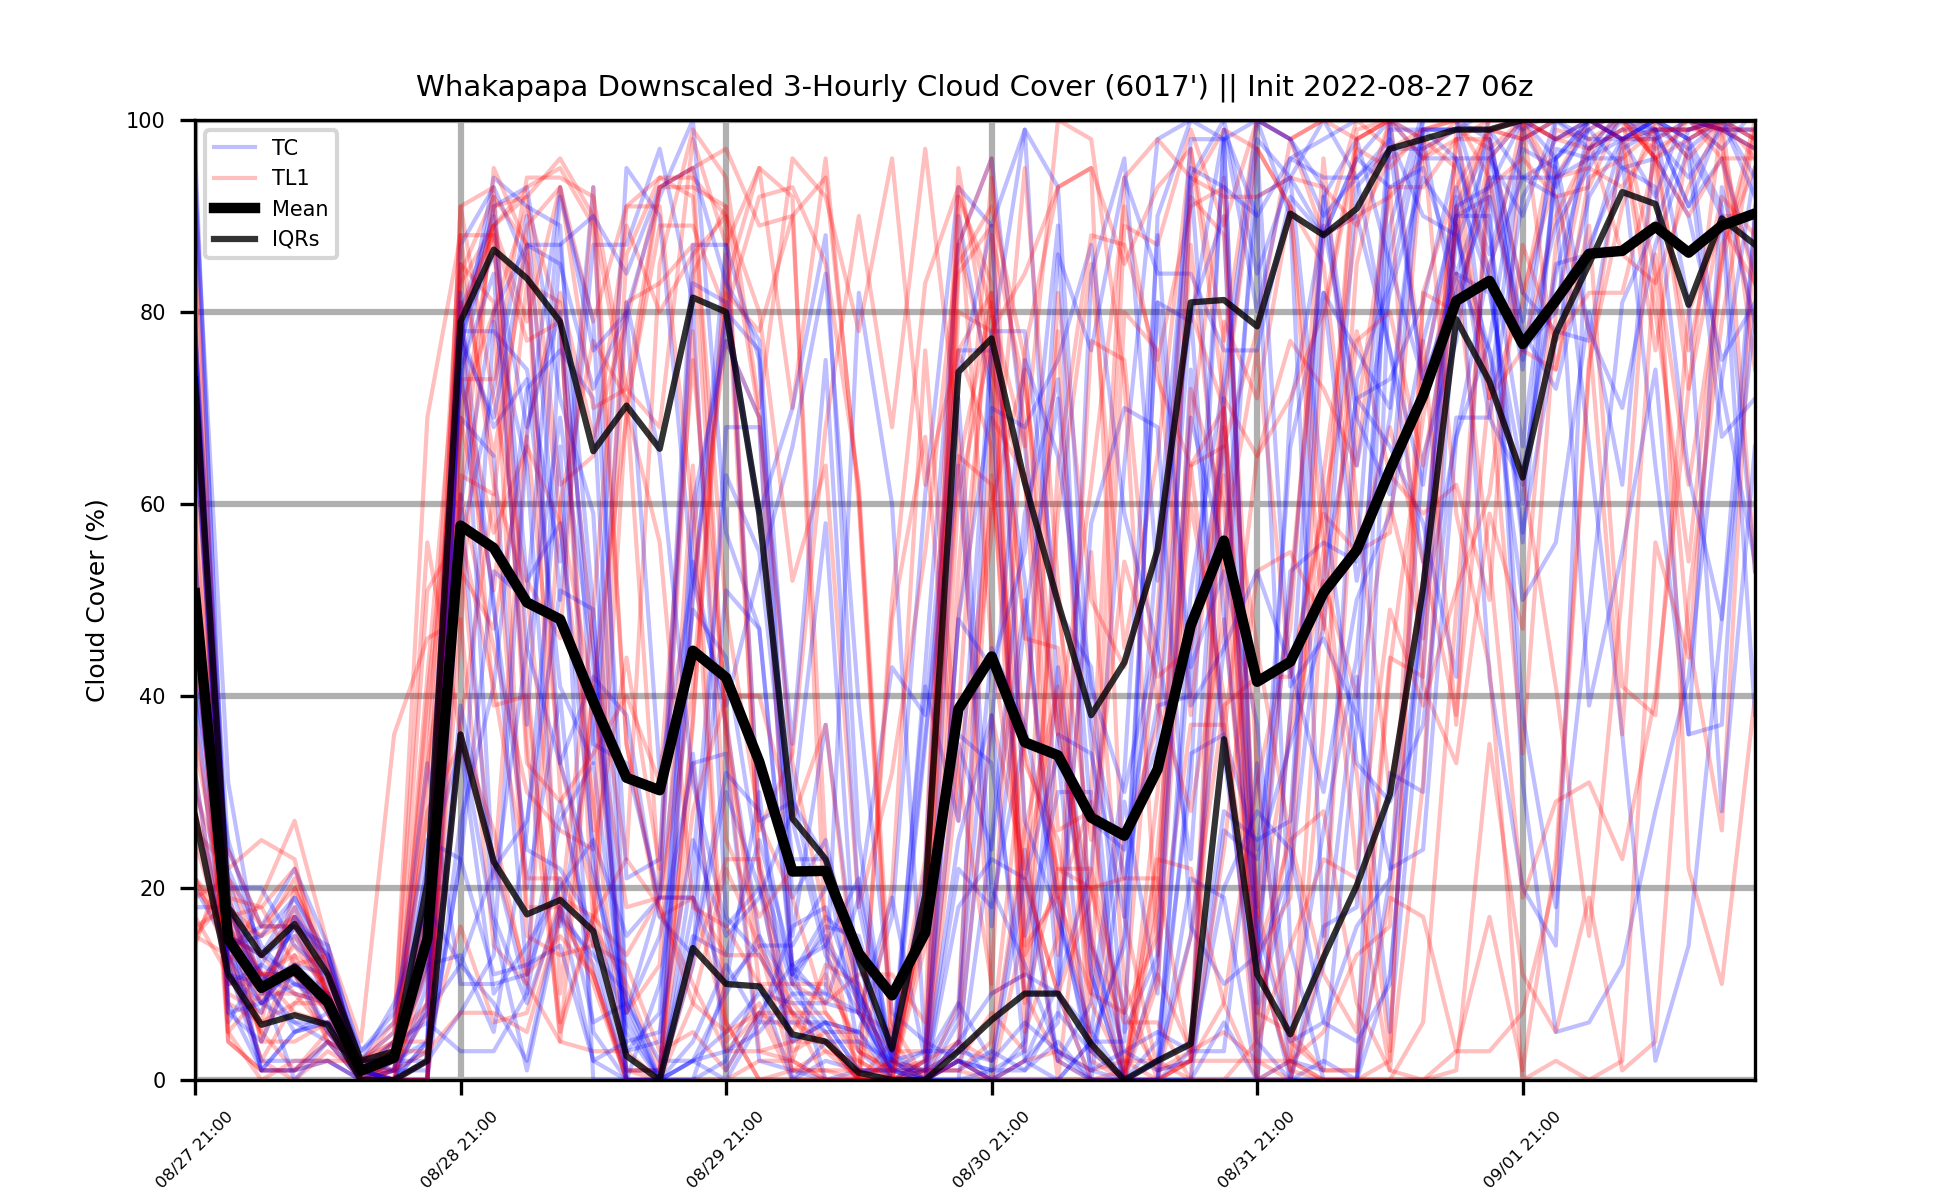 Whakapapa Downscaled 3-Hourly Cloud Cover (6017') || Init 2022-08-27 06z
100
80
60
40
20
0
Cloud Cover (%)
TC
TL1
Mean
IQRs
08/27 21:00
08/28 21:00
08/29 21:00
08/30 21:00
08/31 21:00
09/01 21:00